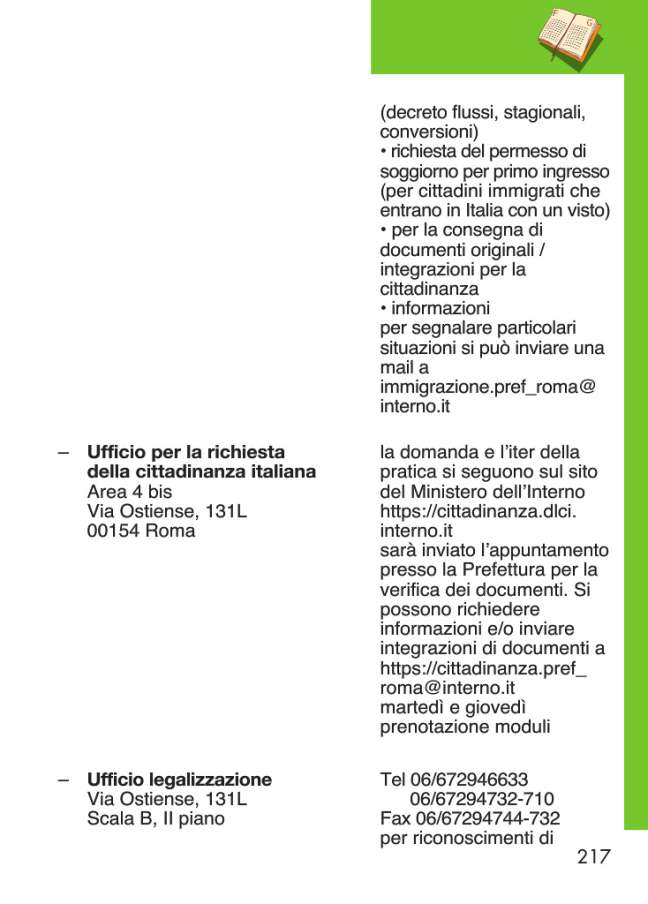 F
G
(decreto flussi, stagionali,
conversioni)
• richiesta del permesso di
soggiorno per primo ingresso
(per cittadini immigrati che
entrano in Italia con un visto)
• per la consegna di
documenti originali /
integrazioni per la
cittadinanza
• informazioni
per segnalare particolari
situazioni si può inviare una
mail a
immigrazione.pref_roma@
interno.it
– Ufficio per la richiesta
della cittadinanza italiana
Area 4 bis
Via Ostiense, 131L
00154 Roma
la domanda e l’iter della
pratica si seguono sul sito
del Ministero dell’Interno
https://cittadinanza.dlci.
interno.it
sarà inviato l’appuntamento
presso la Prefettura per la
verifica dei documenti. Si
possono richiedere
informazioni e/o inviare
integrazioni di documenti a
https://cittadinanza.pref_
roma@interno.it
martedì e giovedì
prenotazione moduli
– Ufficio legalizzazione
Via Ostiense, 131L
Scala B, II piano
Tel 06/672946633
06/67294732-710
Fax 06/67294744-732
per riconoscimenti di
217